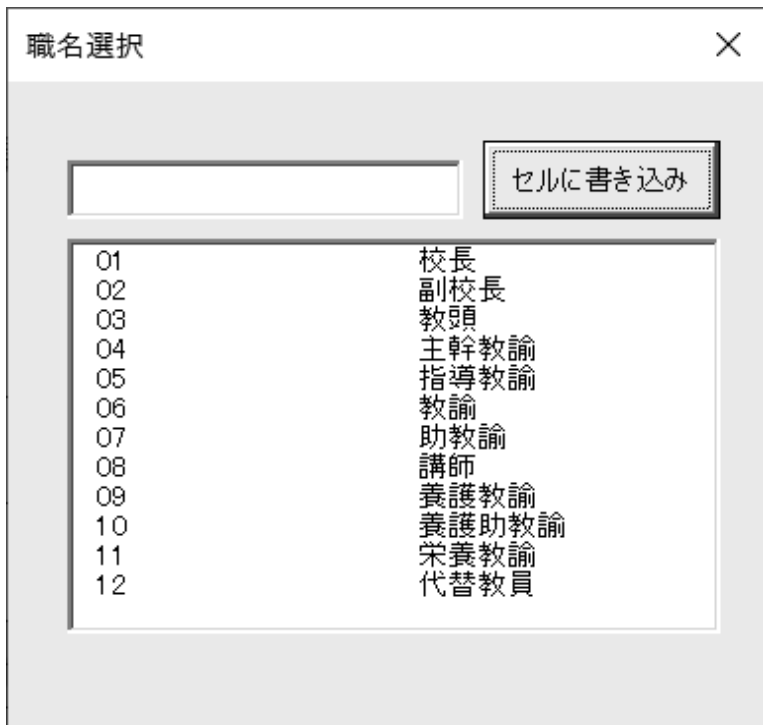 職名選択
セルに書き込み
01 校長
02 副校長
03 教頭
04 主幹教諭
05 指導教諭
06 教諭
07 助教諭
08 講師
09 養護教諭
10 養護助教諭
11 栄養教諭
12 代替教員